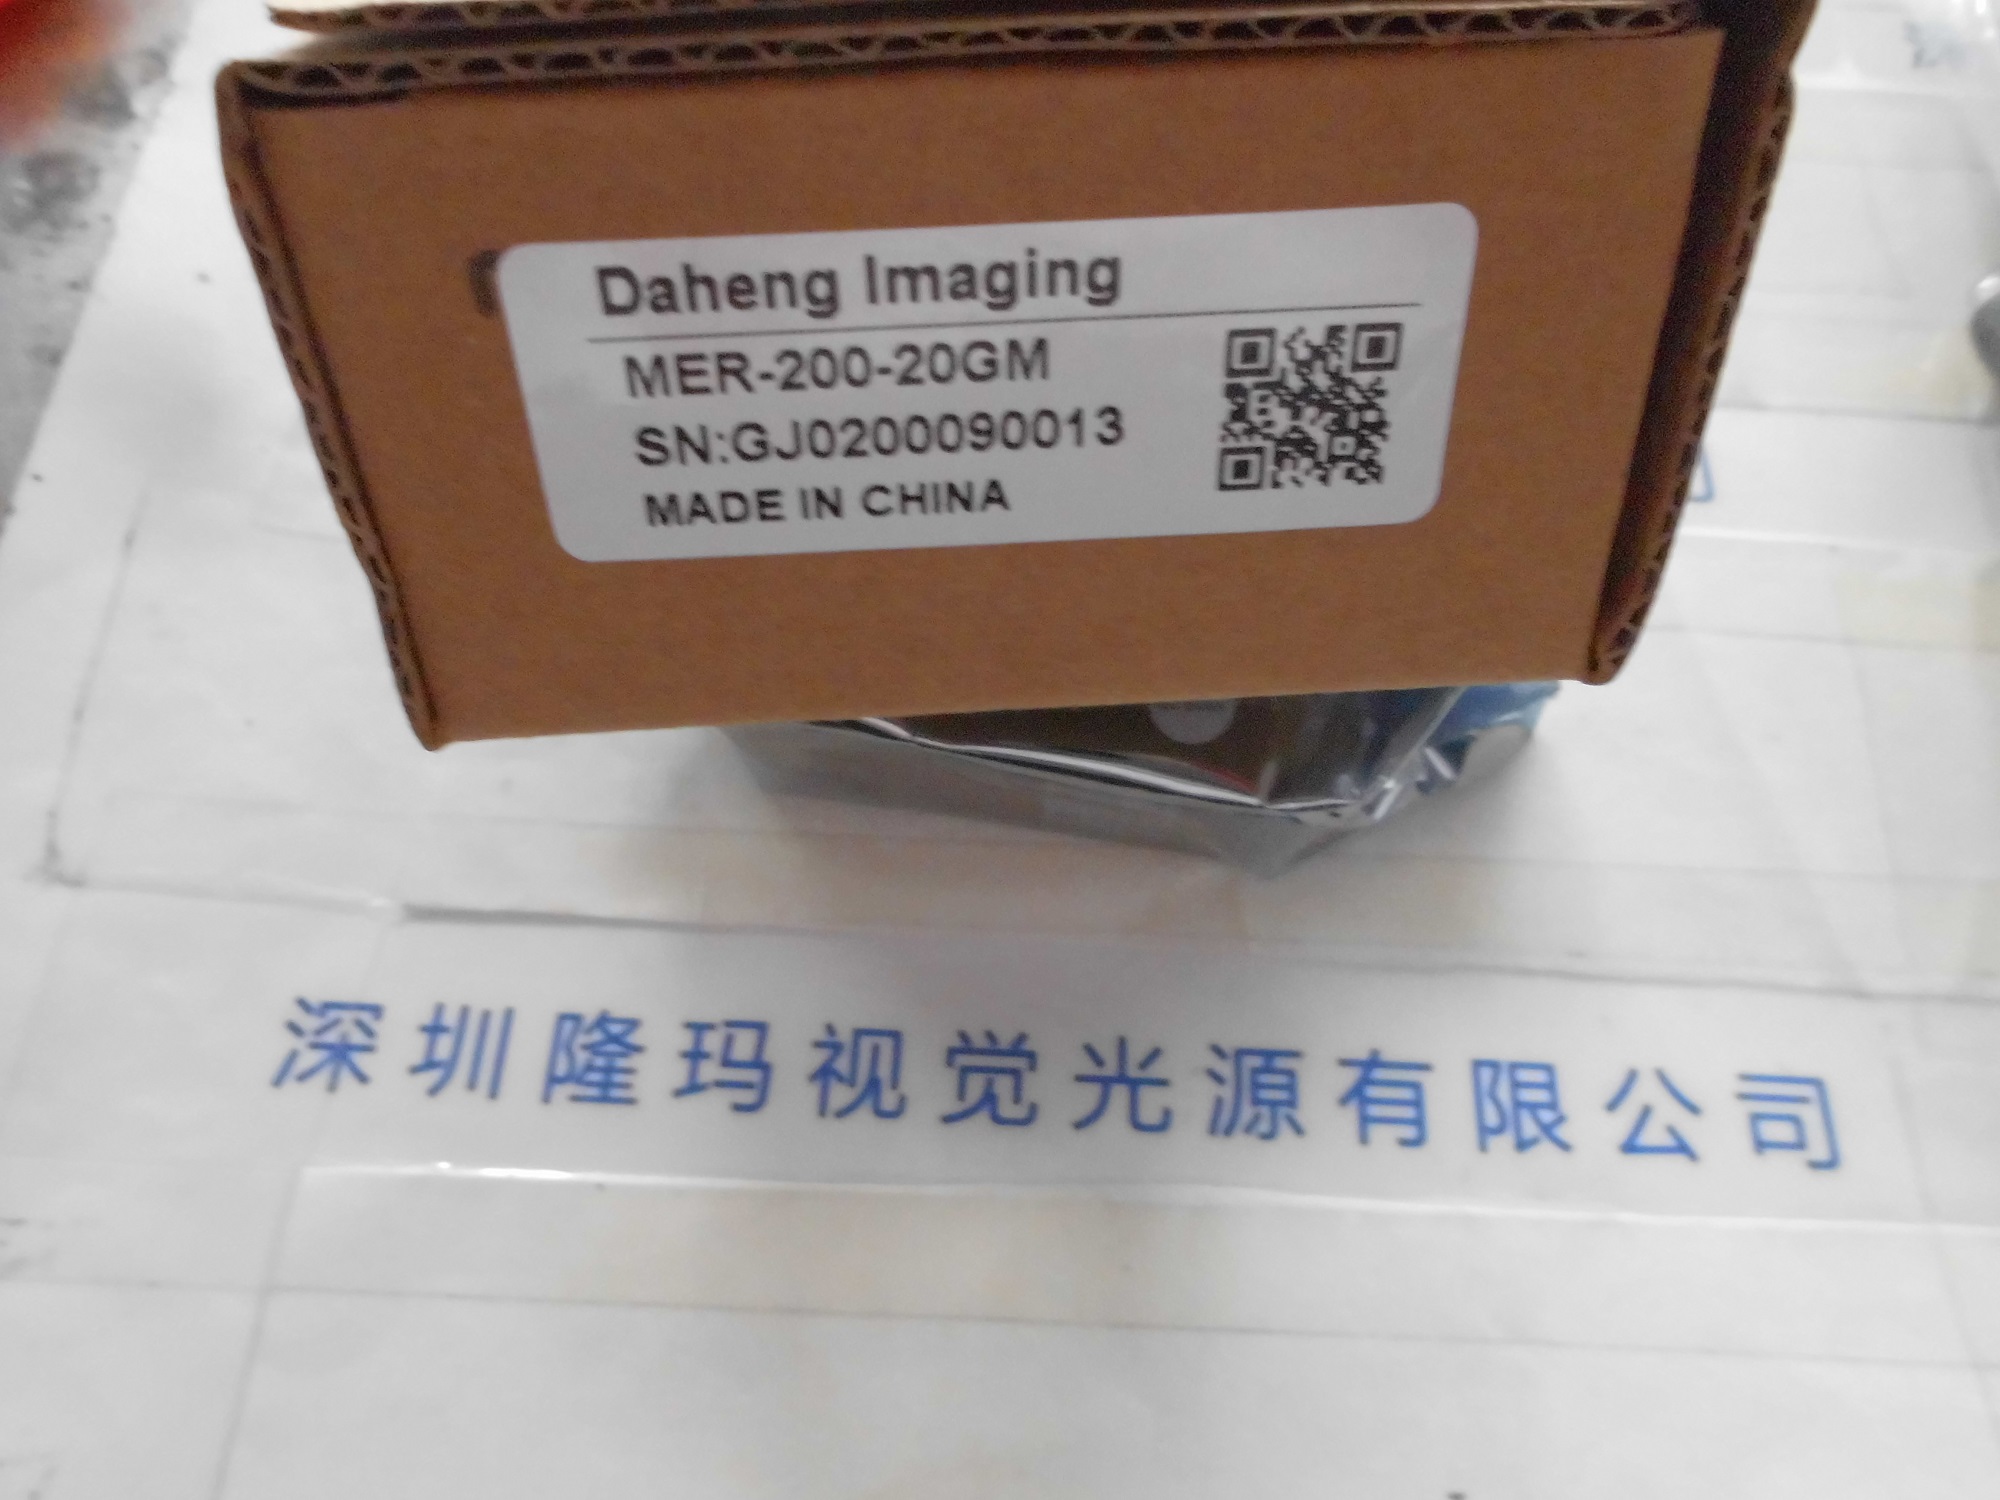 Daheng Imaging
MER-200-20GM
SN:GJ0200090013
MADE IN CHINA
深圳隆玛视觉光源有限公司